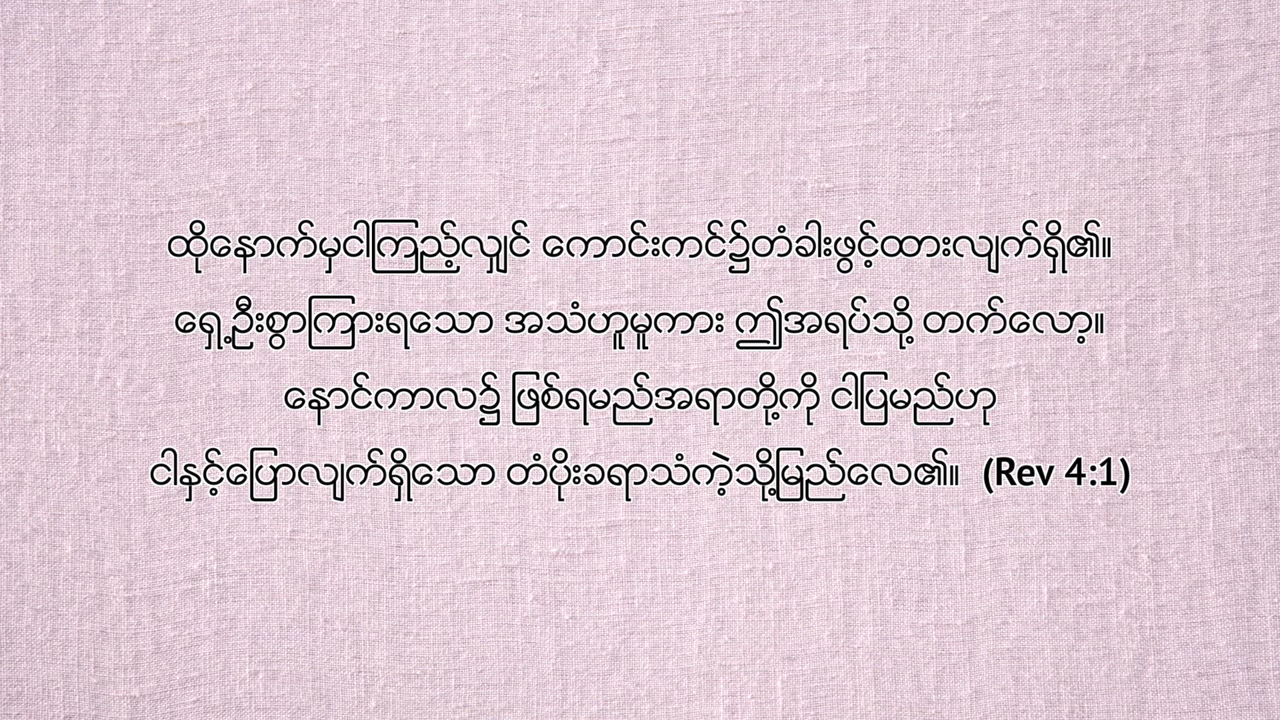 ထိုနောက်မှငါကြည့်လျှင် ကောင်းကင်၌တံခါးဖွင့်ထားလျက်ရှိ၏။
ရှေ့ဦးစွာကြားရသော အသံဟူမူကား ဤအရပ်သို့ တက်လော့။
နောင်ကာလ၌ ဖြစ်ရမည်အရာတို့ကို ငါပြမည်ဟု
ငါနှင့်ပြောလျက်ရှိသော တံပိုးခရာသံကဲ့သို့မြည်လေ၏။ (Rev 4:1)